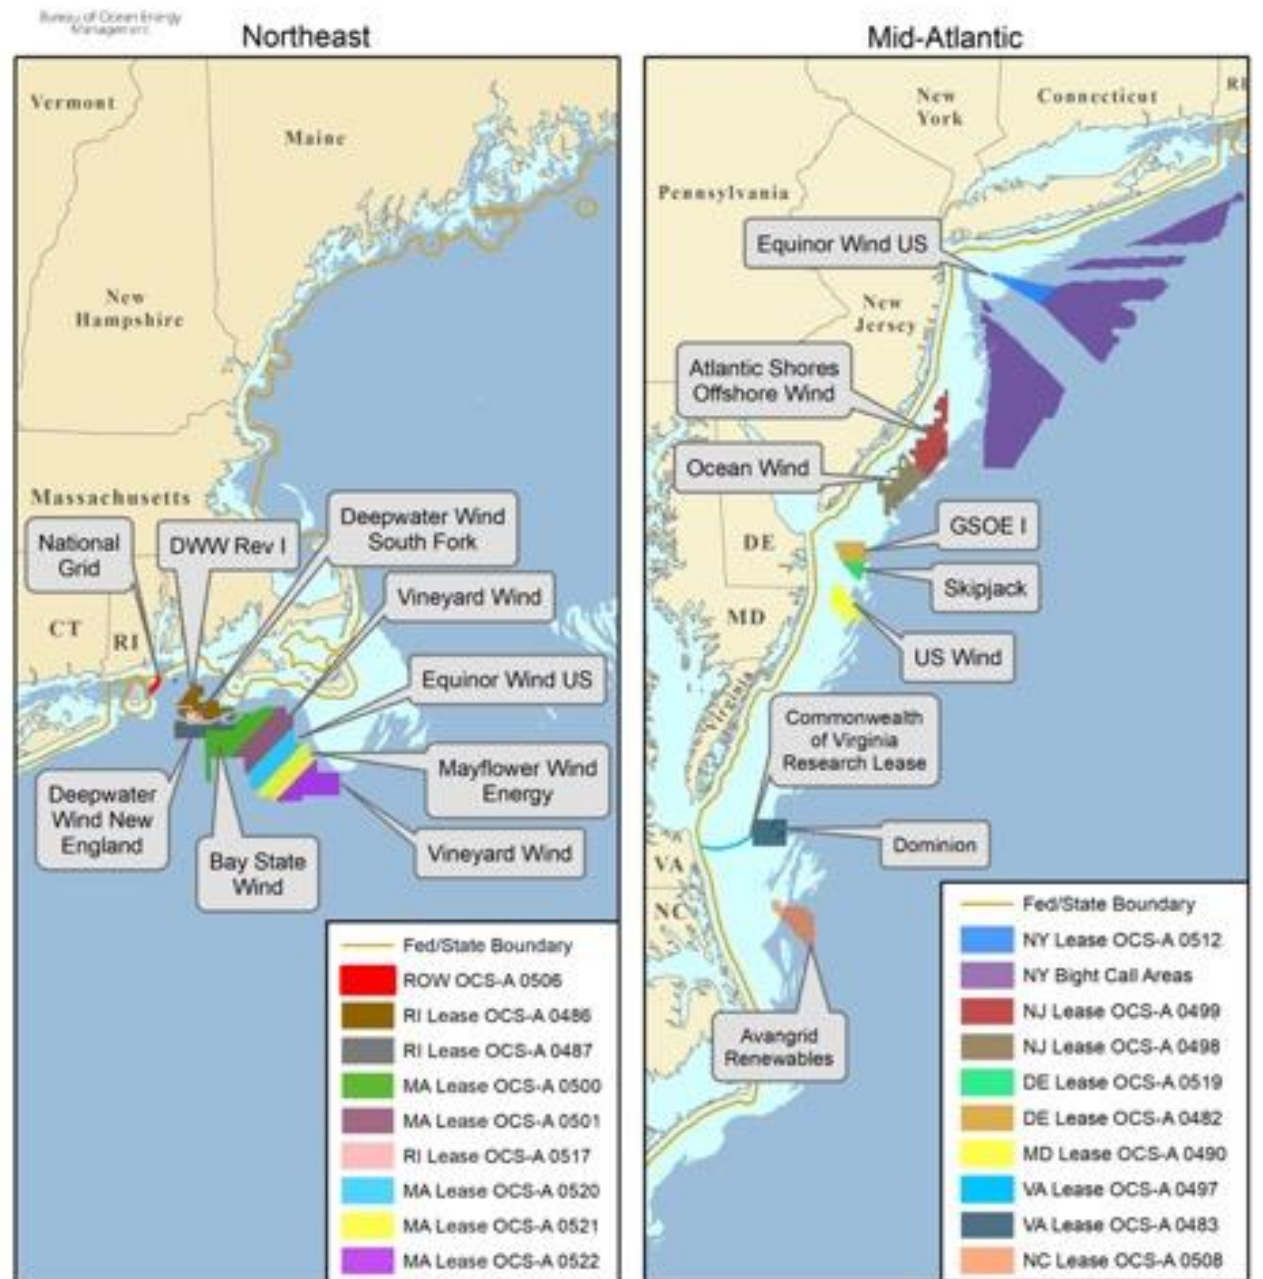 Bureau of Ocean Energy
Management
Northeast
Vermont
Maine
New
Hampshire
Massachusetts
National
Grid
DWW Rev I
Deepwater Wind
South Fork
Vineyard Wind
CT
RI
Equinor Wind US
Mayflower Wind
Energy
Deepwater
Wind New
England
Bay State
Wind
Vineyard Wind
Fed/State Boundary
ROW OCS-A 0506
RI Lease OCS-A 0486
RI Lease OCS-A 0487
MA Lease OCS-A 0500
MA Lease OCS-A 0501
RI Lease OCS-A 0517
MA Lease OCS-A 0520
MA Lease OCS-A 0521
MA Lease OCS-A 0522
Mid-Atlantic
New
York
Connecticut
RI
Pennsylvania
Equinor Wind US
New
Jersey
Atlantic Shores
Offshore Wind
Ocean Wind
GSOE I
DE
Skipjack
MD
US Wind
Virginia
Commonwealth
of Virginia
Research Lease
Dominion
VA
NC
Avangrid
Renewables
Fed/State Boundary
NY Lease OCS-A 0512
NY Bight Call Areas
NJ Lease OCS-A 0499
NJ Lease OCS-A 0498
DE Lease OCS-A 0519
DE Lease OCS-A 0482
MD Lease OCS-A 0490
VA Lease OCS-A 0497
VA Lease OCS-A 0483
NC Lease OCS-A 0508